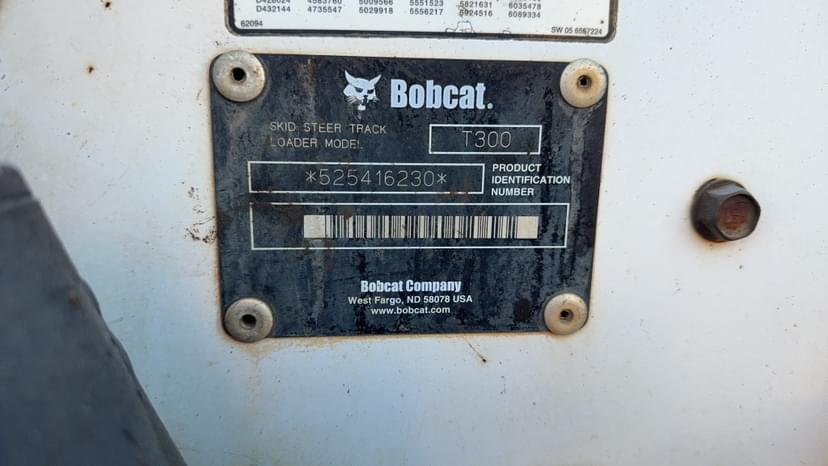 D432144 4735547 5029918 5556217 5924516 6089334
62094 SW 05 6567224
Bobcat.
SKID STEER TRACK
LOADER MODEL T300
*525416230* PRODUCT
IDENTIFICATION
NUMBER
Bobcat Company
West Fargo, ND 58078 USA
www.bobcat.com